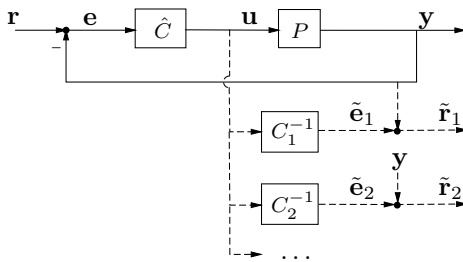 r e Ĉ u P y
−
C₁⁻¹ ẽ₁ r̃₁
y
C₂⁻¹ ẽ₂ r̃₂
...